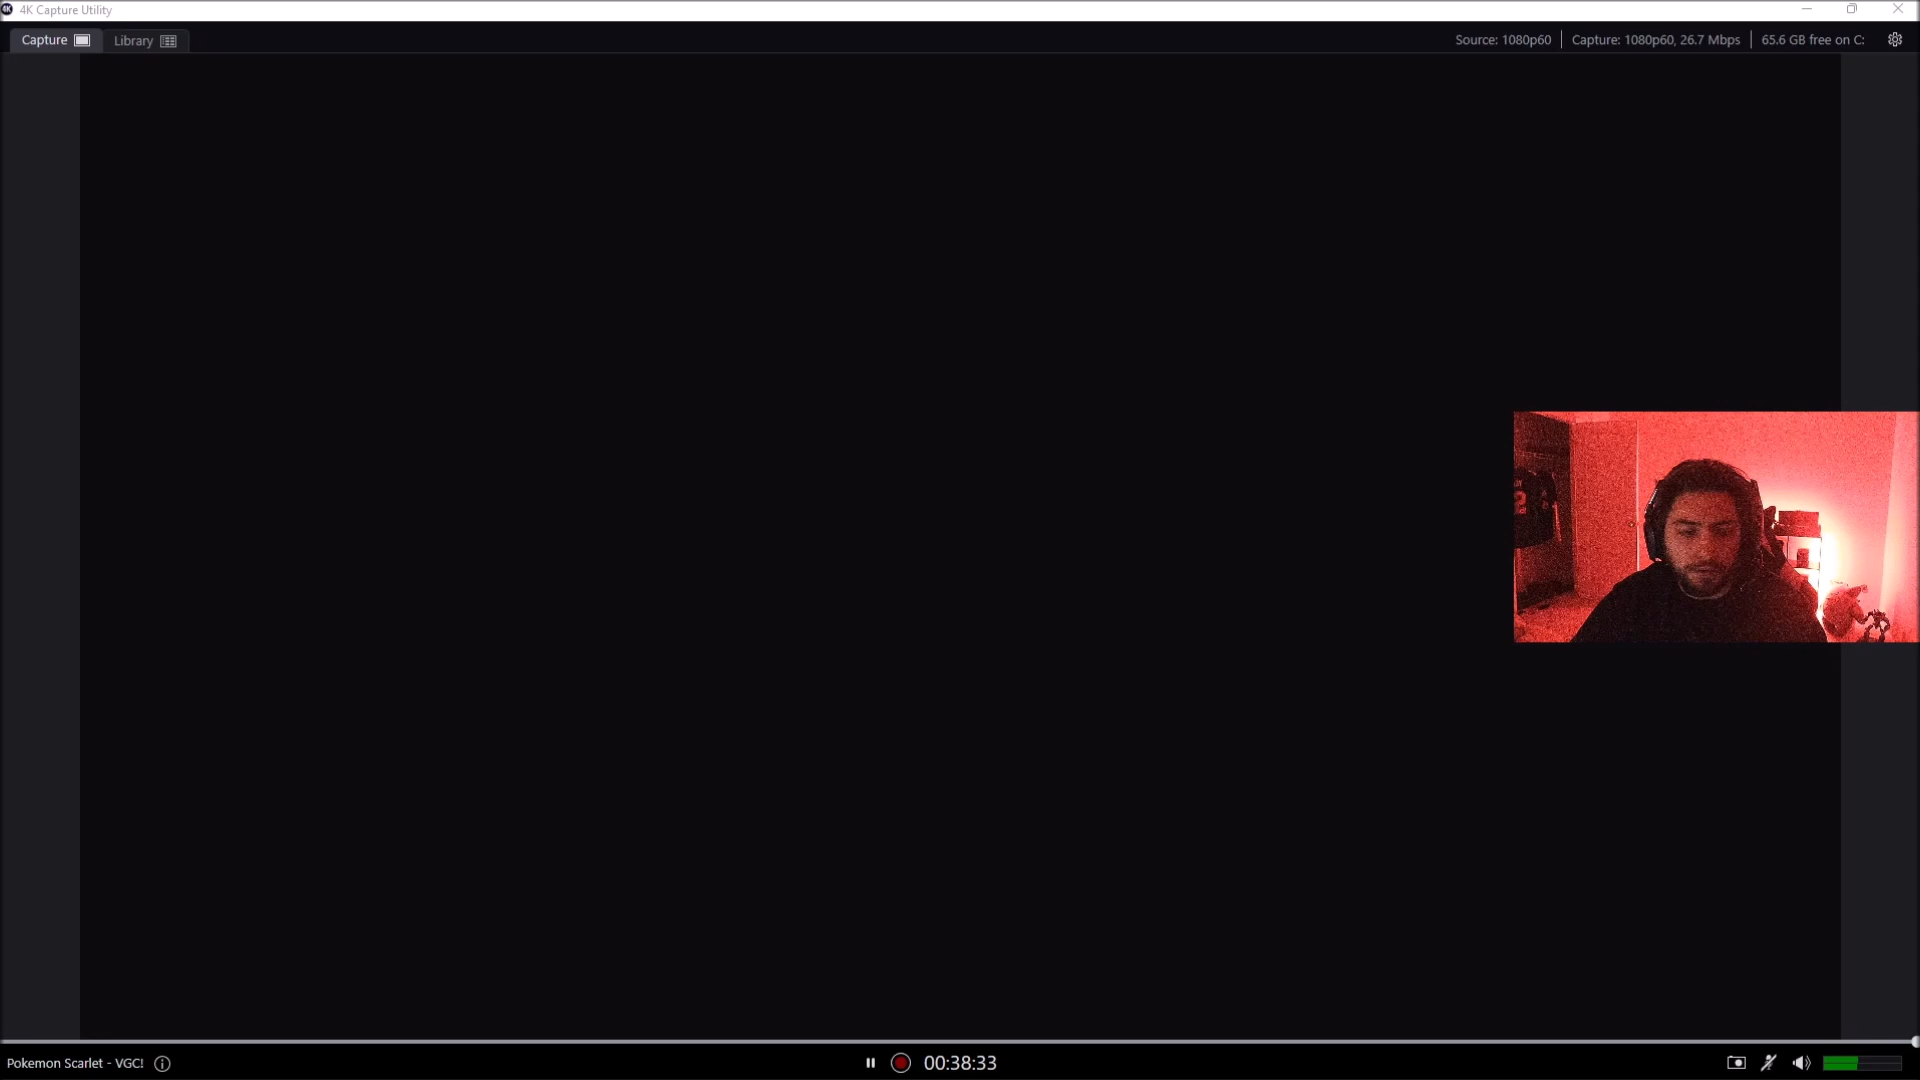 4K Capture Utility
Capture
Library
Source: 1080p60
Capture: 1080p60, 26.7 Mbps
65.6 GB free on C:
Pokemon Scarlet - VGC!
00:38:33